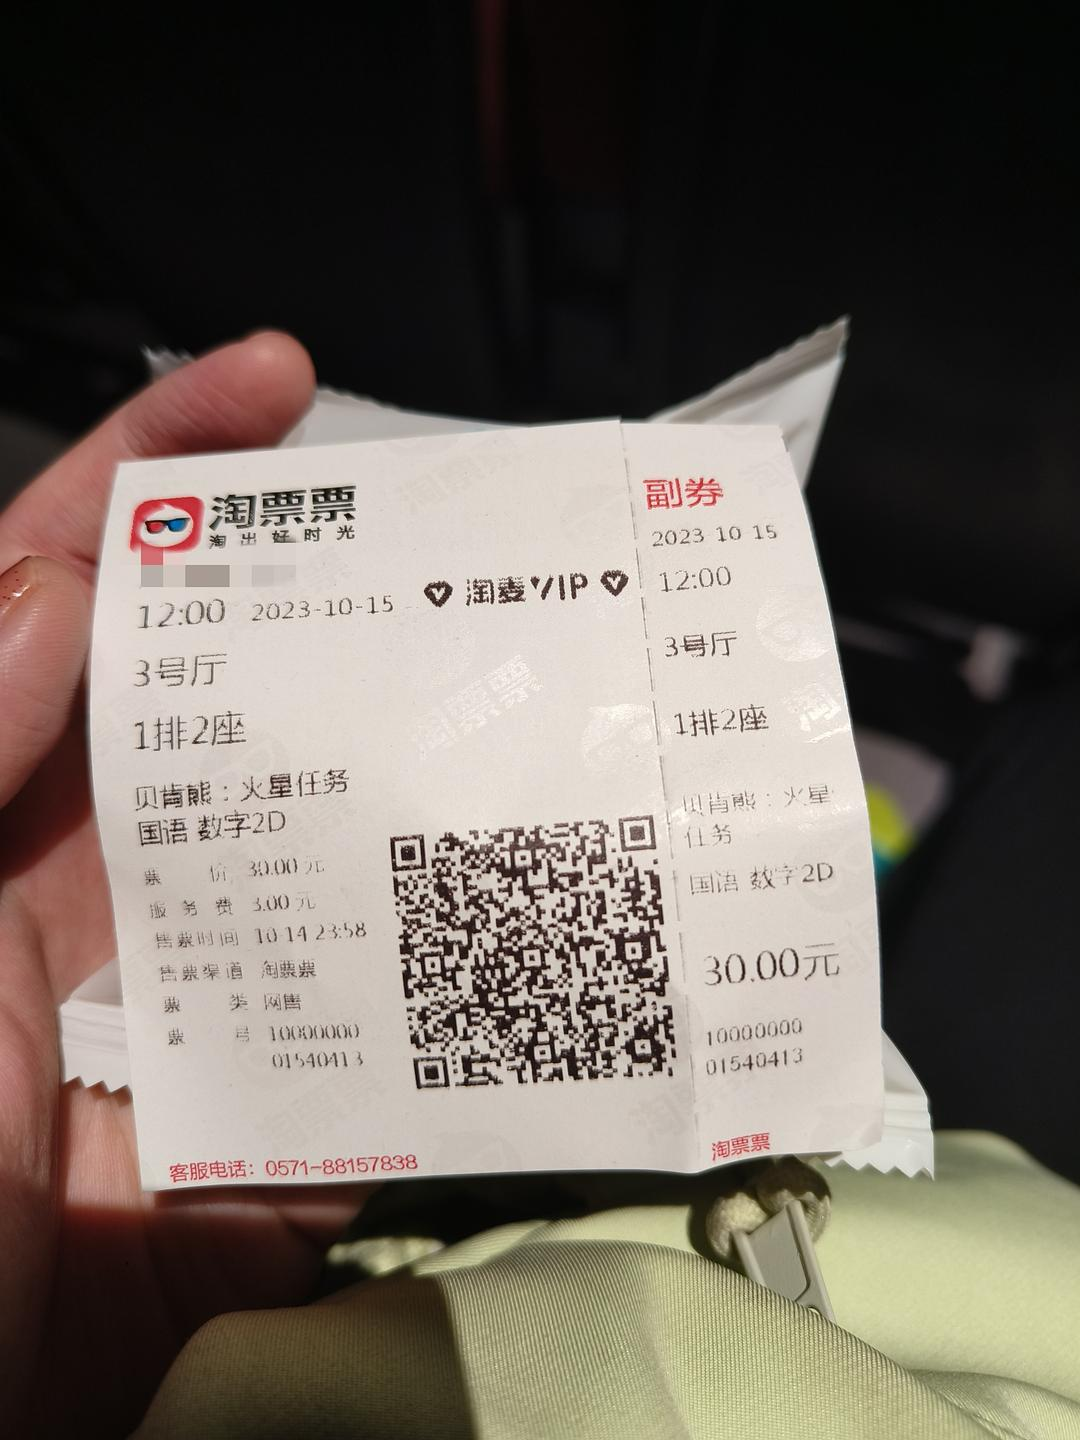 淘票票
淘出好时光
12:00 2023-10-15
淘麦VIP
3号厅
1排2座
贝肯熊：火星任务
国语 数字2D
票 价 30.00 元
服 务 费 3.00 元
售票时间 10-14 23:58
售票渠道 淘票票
票 类 网售
票 号 10000000
01540413
客服电话：0571-88157838
副券
2023 10 15
12:00
3号厅
1排2座
贝肯熊：火星
任务
国语 数字2D
30.00元
10000000
01540413
淘票票